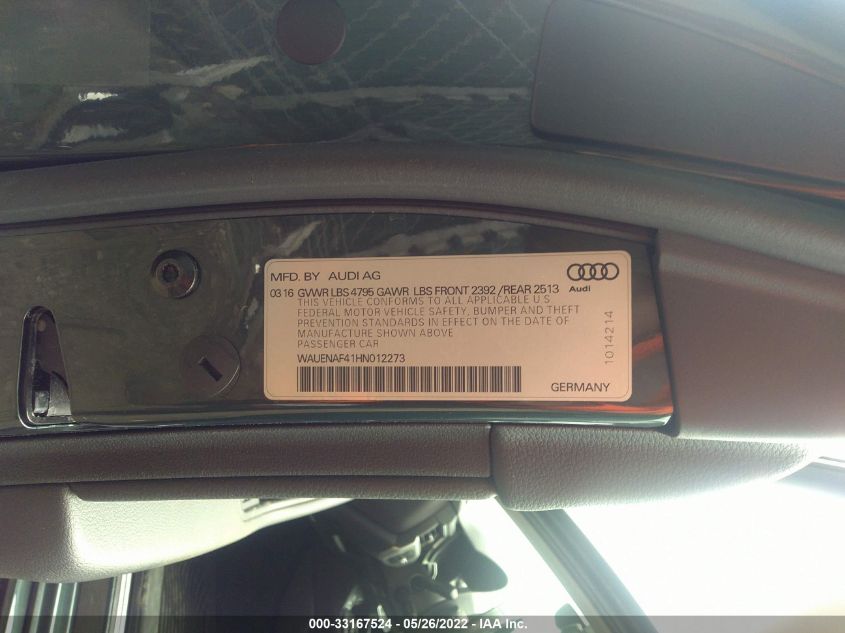 MFD. BY AUDI AG
03 16 GVWR LBS 4795 GAWR LBS FRONT 2392 /REAR 2513
Audi
THIS VEHICLE CONFORMS TO ALL APPLICABLE U.S
FEDERAL MOTOR VEHICLE SAFETY, BUMPER AND THEFT
PREVENTION STANDARDS IN EFFECT ON THE DATE OF
MANUFACTURE SHOWN ABOVE
PASSENGER CAR
WAUENAF41HN012273
1014214
GERMANY
000-33167524 - 05/26/2022 - IAA Inc.